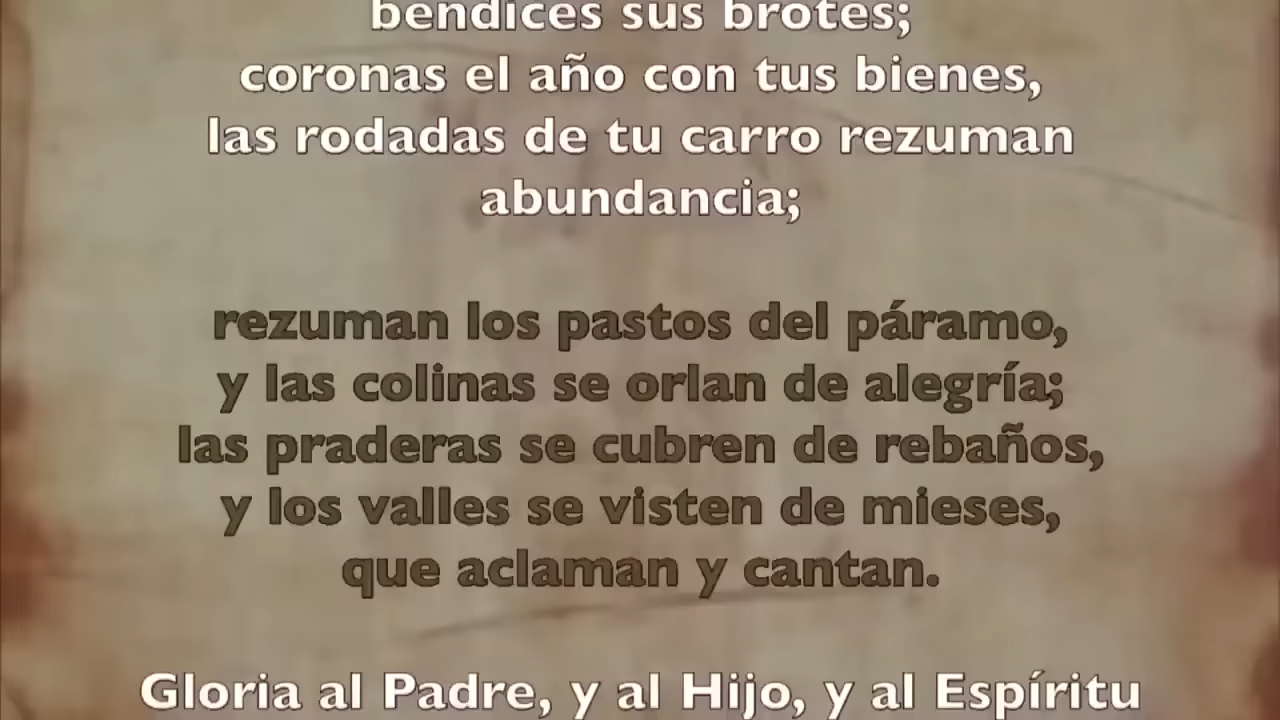 bendices sus brotes;
coronas el año con tus bienes,
las rodadas de tu carro rezuman
abundancia;
rezuman los pastos del páramo,
y las colinas se orlan de alegría;
las praderas se cubren de rebaños,
y los valles se visten de mieses,
que aclaman y cantan.
Gloria al Padre, y al Hijo, y al Espíritu